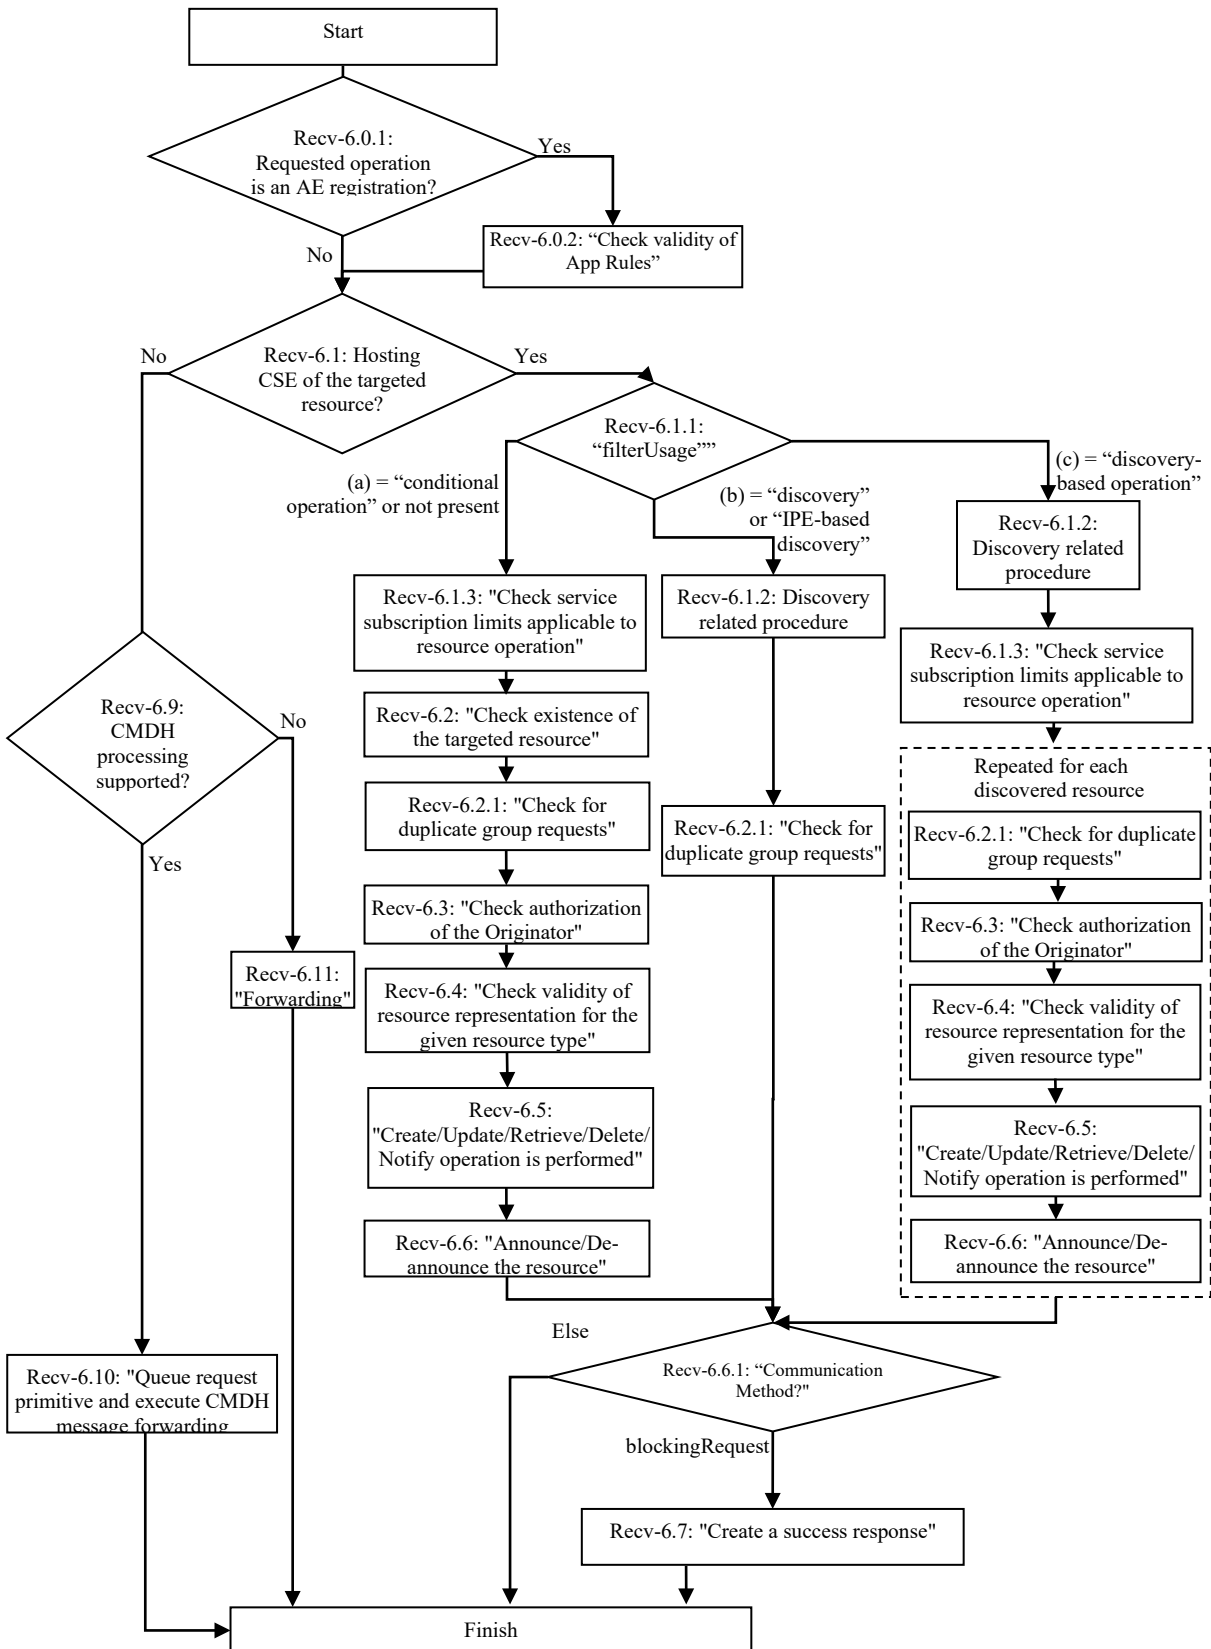 Start
Recv-6.0.1:
Requested operation
is an AE registration?
Yes
No
Recv-6.0.2: “Check validity of
App Rules”
Recv-6.1: Hosting
CSE of the targeted
resource?
No
Yes
Recv-6.1.1:
“filterUsage””
(a) = “conditional
operation” or not present
(b) = “discovery”
or “IPE-based
discovery”
(c) = “discovery-
based operation”
Recv-6.1.3: "Check service
subscription limits applicable to
resource operation"
Recv-6.2: "Check existence of
the targeted resource"
Recv-6.2.1: "Check for
duplicate group requests"
Recv-6.3: "Check authorization
of the Originator"
Recv-6.4: "Check validity of
resource representation for the
given resource type"
Recv-6.5:
"Create/Update/Retrieve/Delete/
Notify operation is performed"
Recv-6.6: "Announce/De-
announce the resource"
Recv-6.1.2: Discovery
related procedure
Recv-6.2.1: "Check for
duplicate group requests"
Recv-6.1.2:
Discovery related
procedure
Recv-6.1.3: "Check service
subscription limits applicable to
resource operation"
Repeated for each
discovered resource
Recv-6.2.1: "Check for duplicate
group requests"
Recv-6.3: "Check authorization
of the Originator"
Recv-6.4: "Check validity of
resource representation for the
given resource type"
Recv-6.5:
"Create/Update/Retrieve/Delete/
Notify operation is performed"
Recv-6.6: "Announce/De-
announce the resource"
Recv-6.9:
CMDH
processing
supported?
No
Yes
Recv-6.11:
"Forwarding"
Recv-6.10: "Queue request
primitive and execute CMDH
message forwarding
Else
Recv-6.6.1: “Communication
Method?"
blockingRequest
Recv-6.7: "Create a success response"
Finish